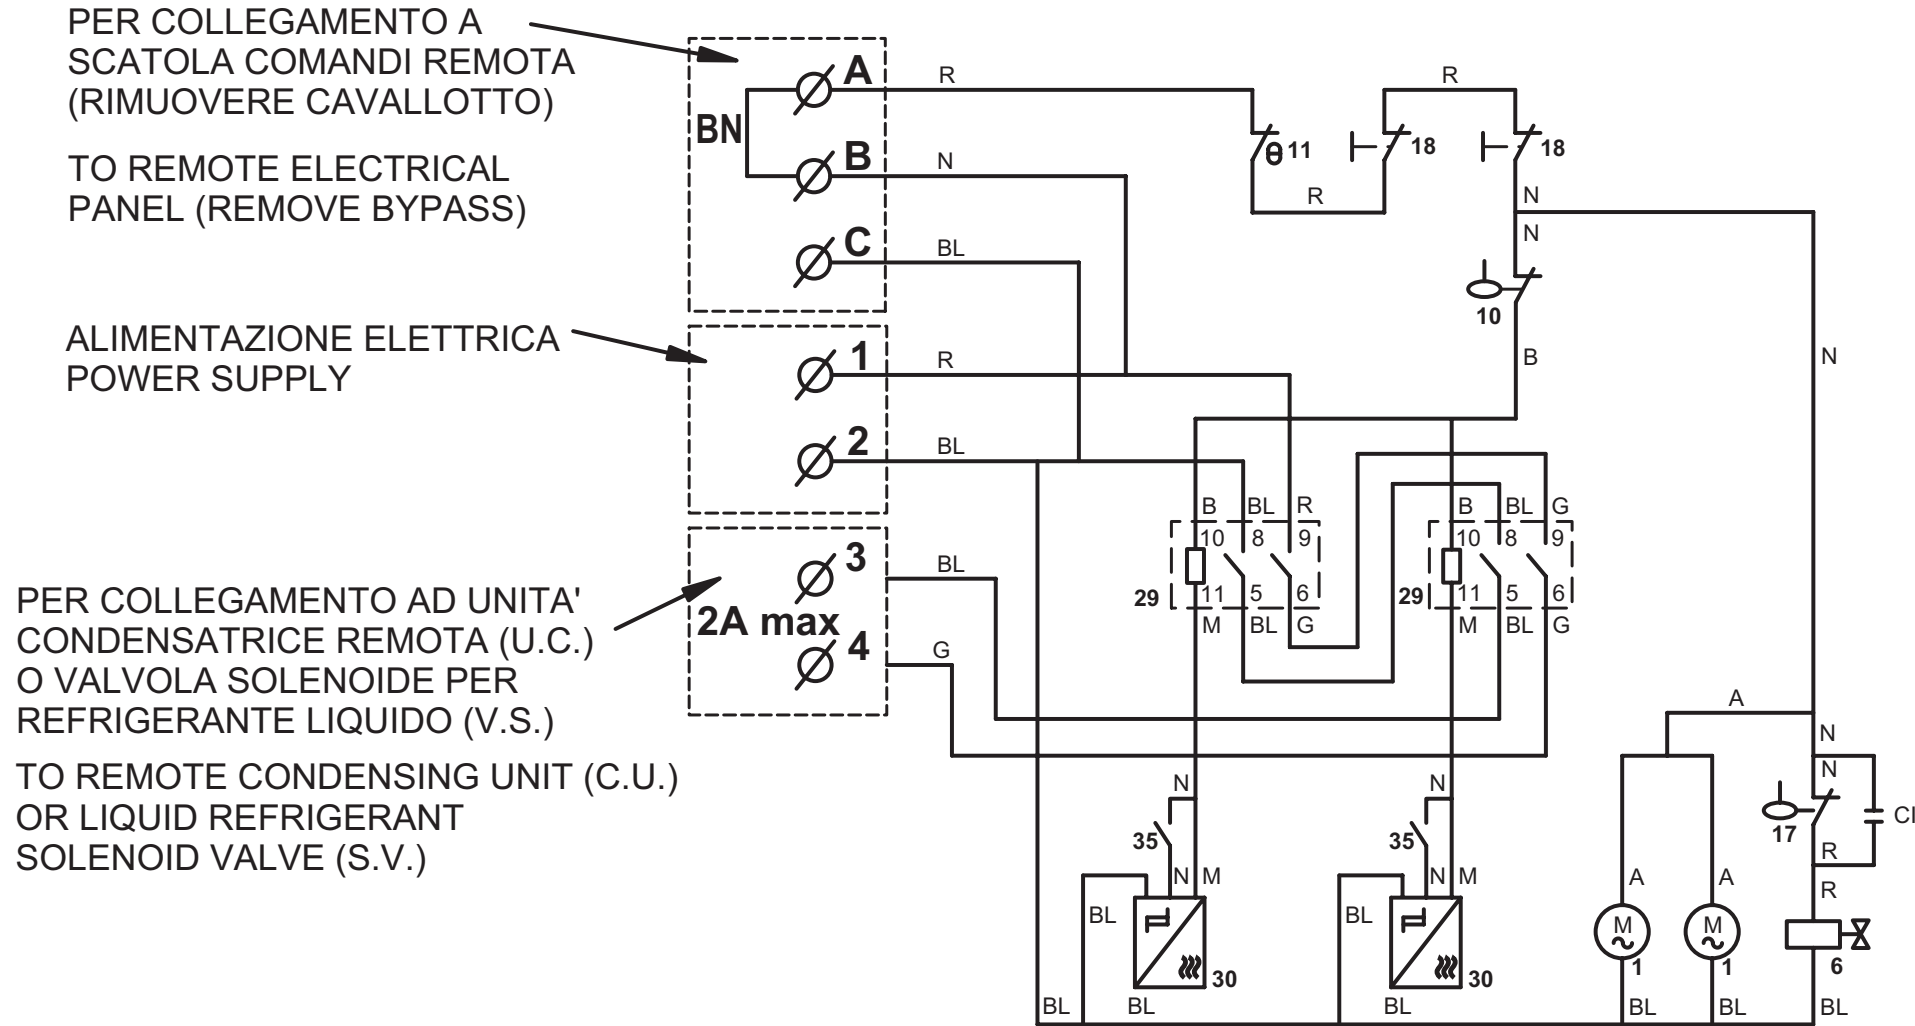 PER COLLEGAMENTO A
SCATOLA COMANDI REMOTA
(RIMUOVERE CAVALLOTTO)
TO REMOTE ELECTRICAL
PANEL (REMOVE BYPASS)
ALIMENTAZIONE ELETTRICA
POWER SUPPLY
PER COLLEGAMENTO AD UNITA'
CONDENSATRICE REMOTA (U.C.)
O VALVOLA SOLENOIDE PER
REFRIGERANTE LIQUIDO (V.S.)
TO REMOTE CONDENSING UNIT (C.U.)
OR LIQUID REFRIGERANT
SOLENOID VALVE (S.V.)
BN
A
B
C
1
2
3
2A max
4
R
N
BL
R
BL
BL
G
11
R
18
R
18
N
N
10
B
N
B BL R
10 8 9
29
11 5 6
M BL G
B BL G
10 8 9
29
11 5 6
M BL G
N
35
N M
BL
30
BL
BL
N
35
N M
BL
30
BL
A
N
N
17
CI
R
R
A
A
M
1
M
1
6
BL
BL
BL